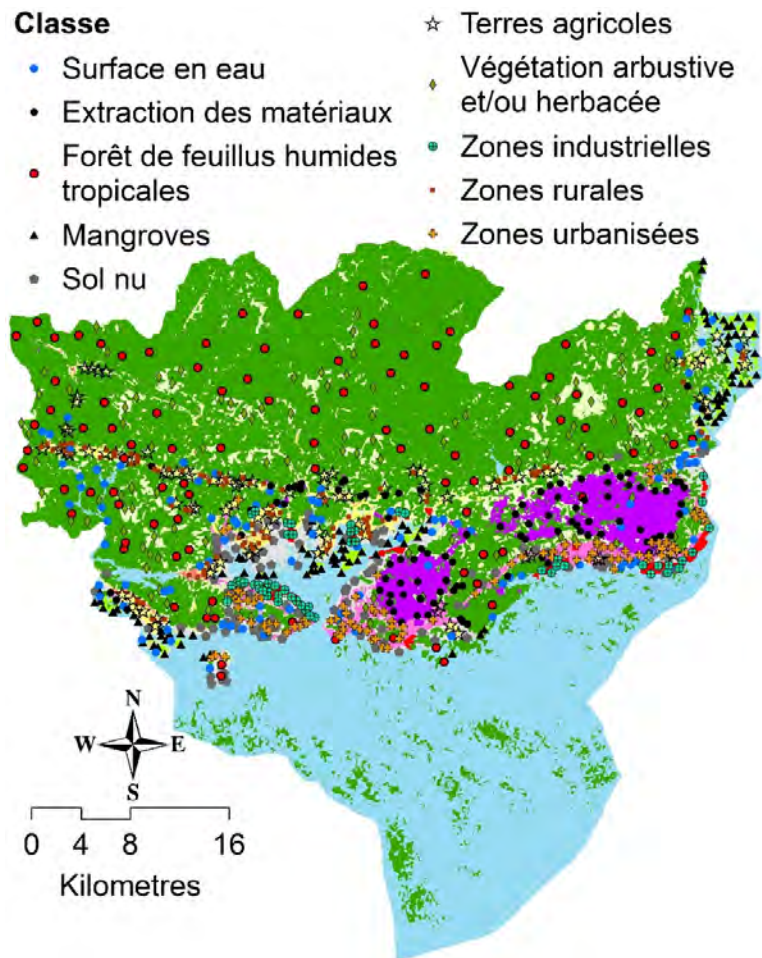 Classe
Surface en eau
Extraction des matériaux
Forêt de feuillus humides
tropicales
Mangroves
Sol nu
Terres agricoles
Végétation arbustive
et/ou herbacée
Zones industrielles
Zones rurales
Zones urbanisées
N
W E
S
0 4 8 16
Kilometres